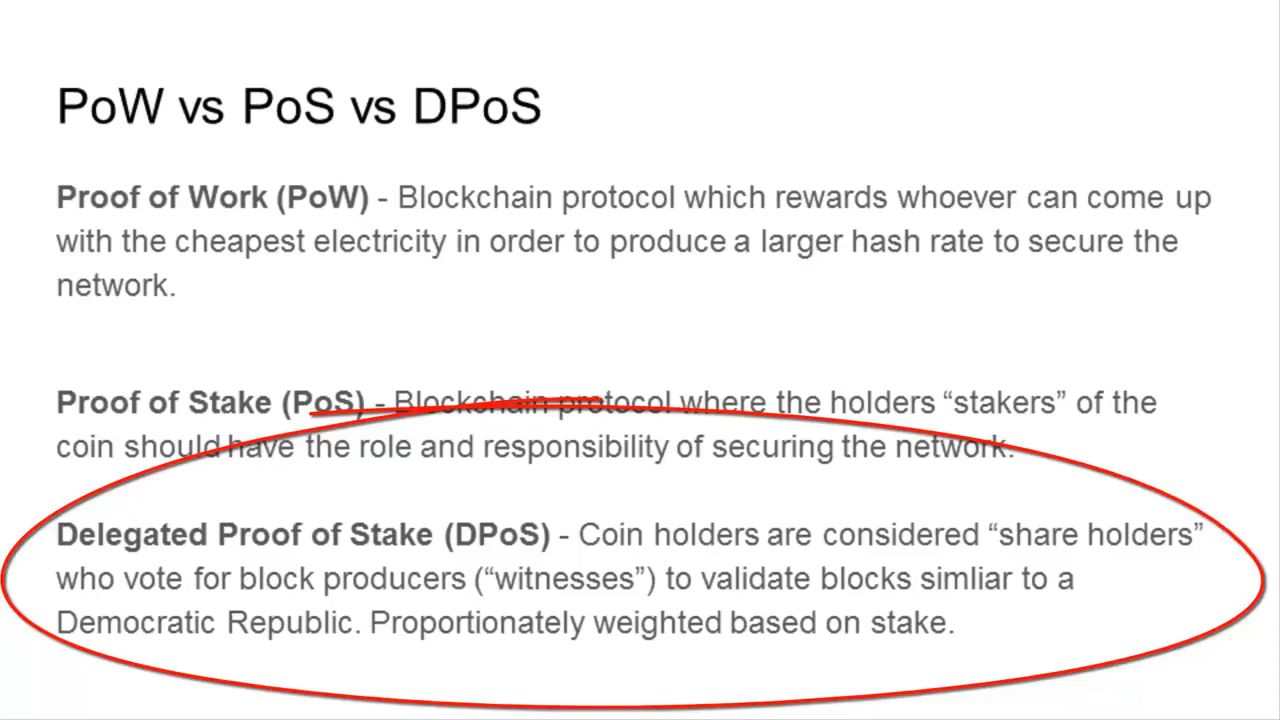 PoW vs PoS vs DPoS
Proof of Work (PoW) - Blockchain protocol which rewards whoever can come up
with the cheapest electricity in order to produce a larger hash rate to secure the
network.
Proof of Stake (PoS) - Blockchain protocol where the holders “stakers” of the
coin should have the role and responsibility of securing the network.
Delegated Proof of Stake (DPoS) - Coin holders are considered “share holders”
who vote for block producers (“witnesses”) to validate blocks simliar to a
Democratic Republic. Proportionately weighted based on stake.